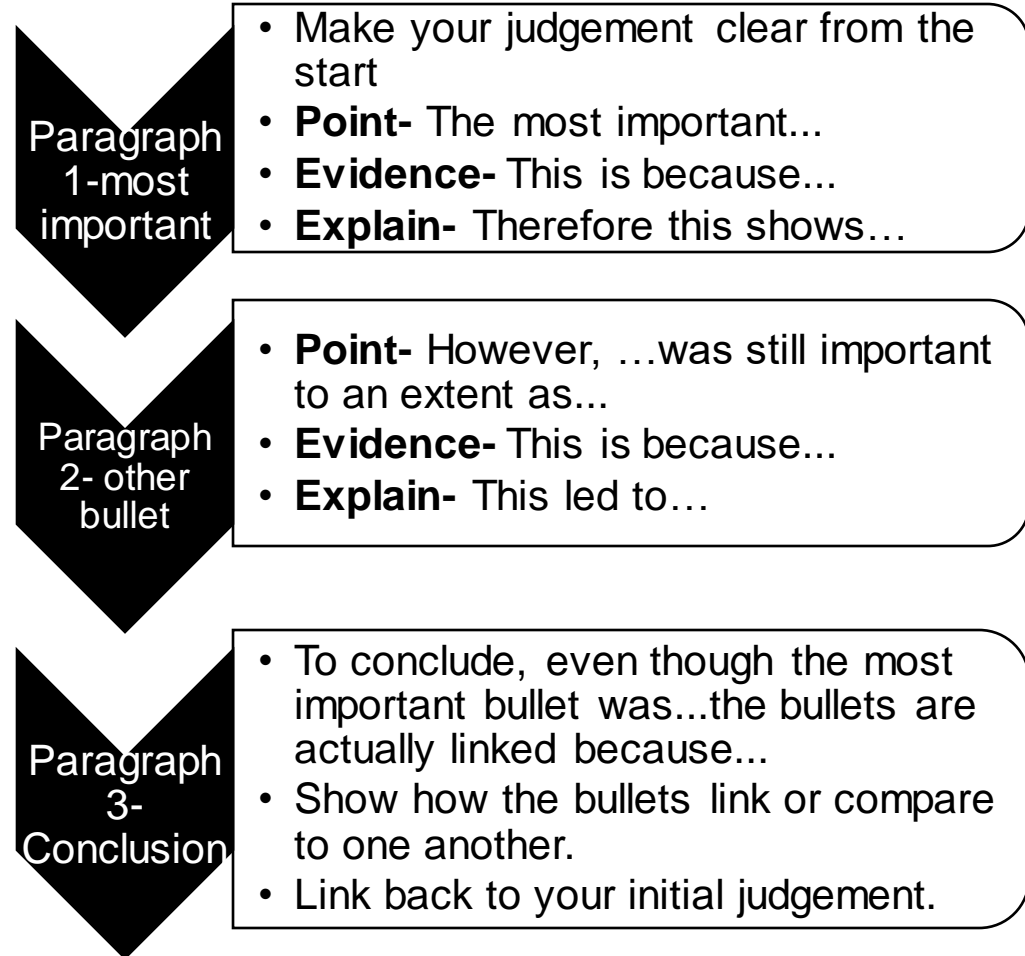 Paragraph
1-most
important
• Make your judgement clear from the
start
• Point- The most important...
• Evidence- This is because...
• Explain- Therefore this shows…
Paragraph
2- other
bullet
• Point- However, …was still important
to an extent as...
• Evidence- This is because...
• Explain- This led to…
Paragraph
3-
Conclusion
• To conclude, even though the most
important bullet was...the bullets are
actually linked because...
• Show how the bullets link or compare
to one another.
• Link back to your initial judgement.